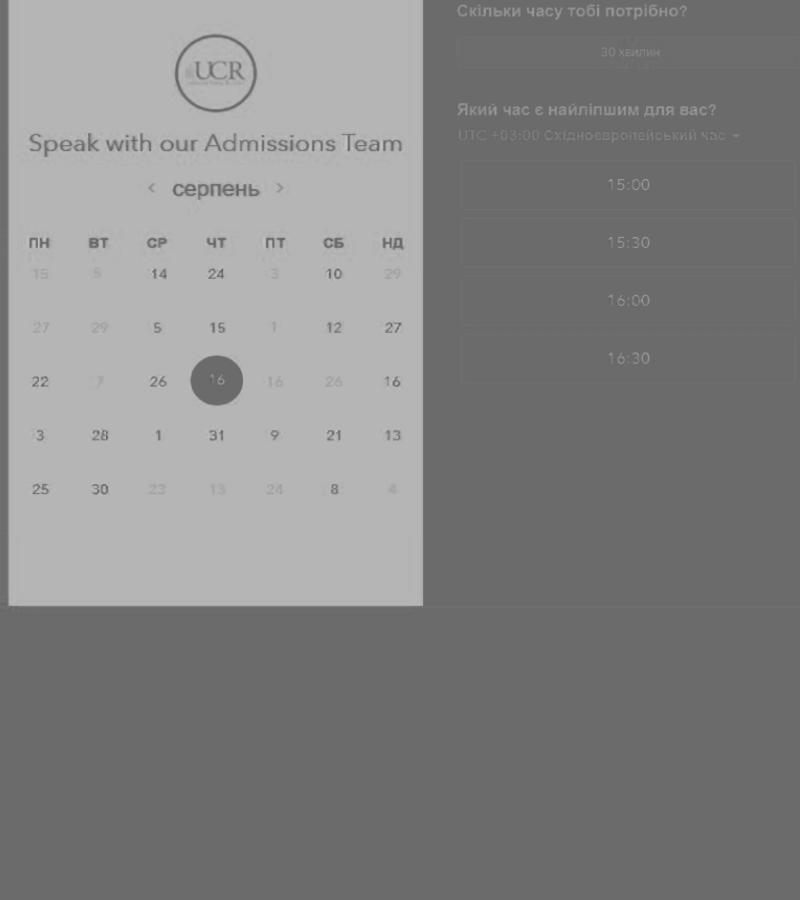 UCR
Speak with our Admissions Team
< серпень >
ПН ВТ СР ЧТ ПТ СБ НД
15 5 14 24 3 10 29
27 29 5 15 1 12 27
22 7 26 16 16 26 16
3 28 1 31 9 21 13
25 30 23 13 24 8 4
Скільки часу тобі потрібно?
30 хвилин
Який час є найліпшим для вас?
UTC +03:00 Східноєвропейський час
15:00
15:30
16:00
16:30